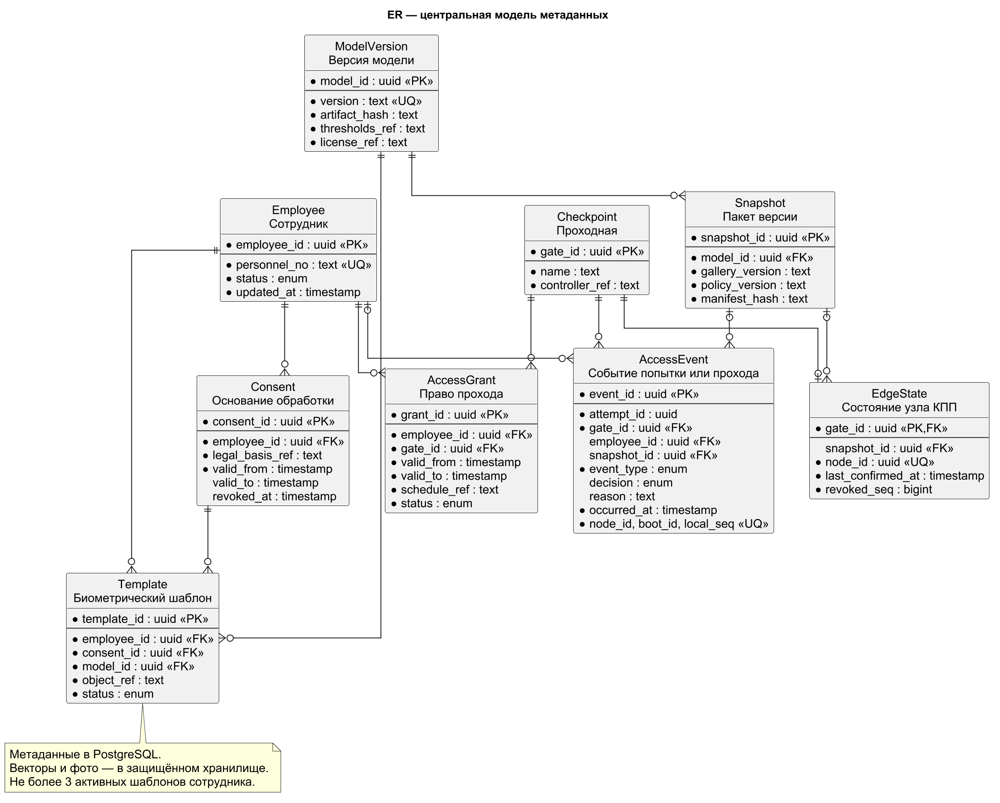 ER — центральная модель метаданных
ModelVersion
Версия модели
model_id : uuid «PK»
version : text «UQ»
artifact_hash : text
thresholds_ref : text
license_ref : text
Employee
Сотрудник
employee_id : uuid «PK»
personnel_no : text «UQ»
status : enum
updated_at : timestamp
Checkpoint
Проходная
gate_id : uuid «PK»
name : text
controller_ref : text
Snapshot
Пакет версии
snapshot_id : uuid «PK»
model_id : uuid «FK»
gallery_version : text
policy_version : text
manifest_hash : text
Consent
Основание обработки
consent_id : uuid «PK»
employee_id : uuid «FK»
legal_basis_ref : text
valid_from : timestamp
valid_to : timestamp
revoked_at : timestamp
AccessGrant
Право прохода
grant_id : uuid «PK»
employee_id : uuid «FK»
gate_id : uuid «FK»
valid_from : timestamp
valid_to : timestamp
schedule_ref : text
status : enum
AccessEvent
Событие попытки или прохода
event_id : uuid «PK»
attempt_id : uuid
gate_id : uuid «FK»
employee_id : uuid «FK»
snapshot_id : uuid «FK»
event_type : enum
decision : enum
reason : text
occurred_at : timestamp
node_id, boot_id, local_seq «UQ»
EdgeState
Состояние узла КПП
gate_id : uuid «PK,FK»
snapshot_id : uuid «FK»
node_id : uuid «UQ»
last_confirmed_at : timestamp
revoked_seq : bigint
Template
Биометрический шаблон
template_id : uuid «PK»
employee_id : uuid «FK»
consent_id : uuid «FK»
model_id : uuid «FK»
object_ref : text
status : enum
Метаданные в PostgreSQL.
Векторы и фото — в защищённом хранилище.
Не более 3 активных шаблонов сотрудника.